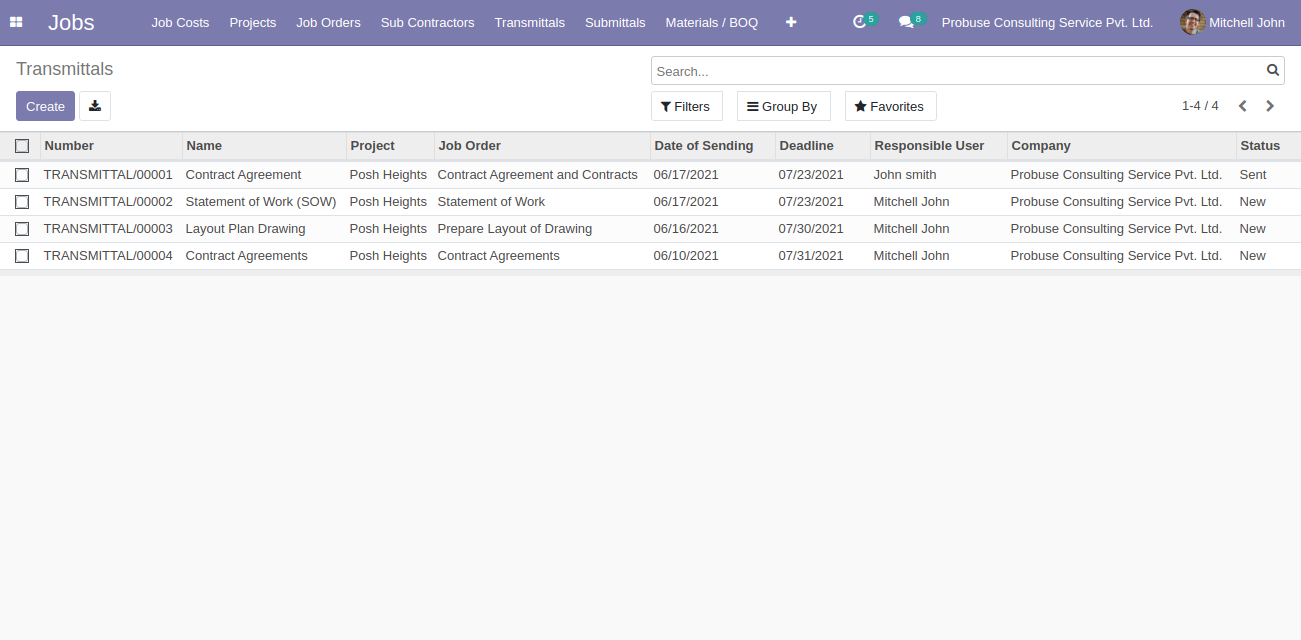 Jobs Job Costs Projects Job Orders Sub Contractors Transmittals Submittals Materials / BOQ 5 8 Probuse Consulting Service Pvt. Ltd. Mitchell John
Transmittals Search...
Create Filters Group By Favorites 1-4 / 4
Number Name Project Job Order Date of Sending Deadline Responsible User Company Status
TRANSMITTAL/00001 Contract Agreement Posh Heights Contract Agreement and Contracts 06/17/2021 07/23/2021 John smith Probuse Consulting Service Pvt. Ltd. Sent
TRANSMITTAL/00002 Statement of Work (SOW) Posh Heights Statement of Work 06/17/2021 07/23/2021 Mitchell John Probuse Consulting Service Pvt. Ltd. New
TRANSMITTAL/00003 Layout Plan Drawing Posh Heights Prepare Layout of Drawing 06/16/2021 07/30/2021 Mitchell John Probuse Consulting Service Pvt. Ltd. New
TRANSMITTAL/00004 Contract Agreements Posh Heights Contract Agreements 06/10/2021 07/31/2021 Mitchell John Probuse Consulting Service Pvt. Ltd. New